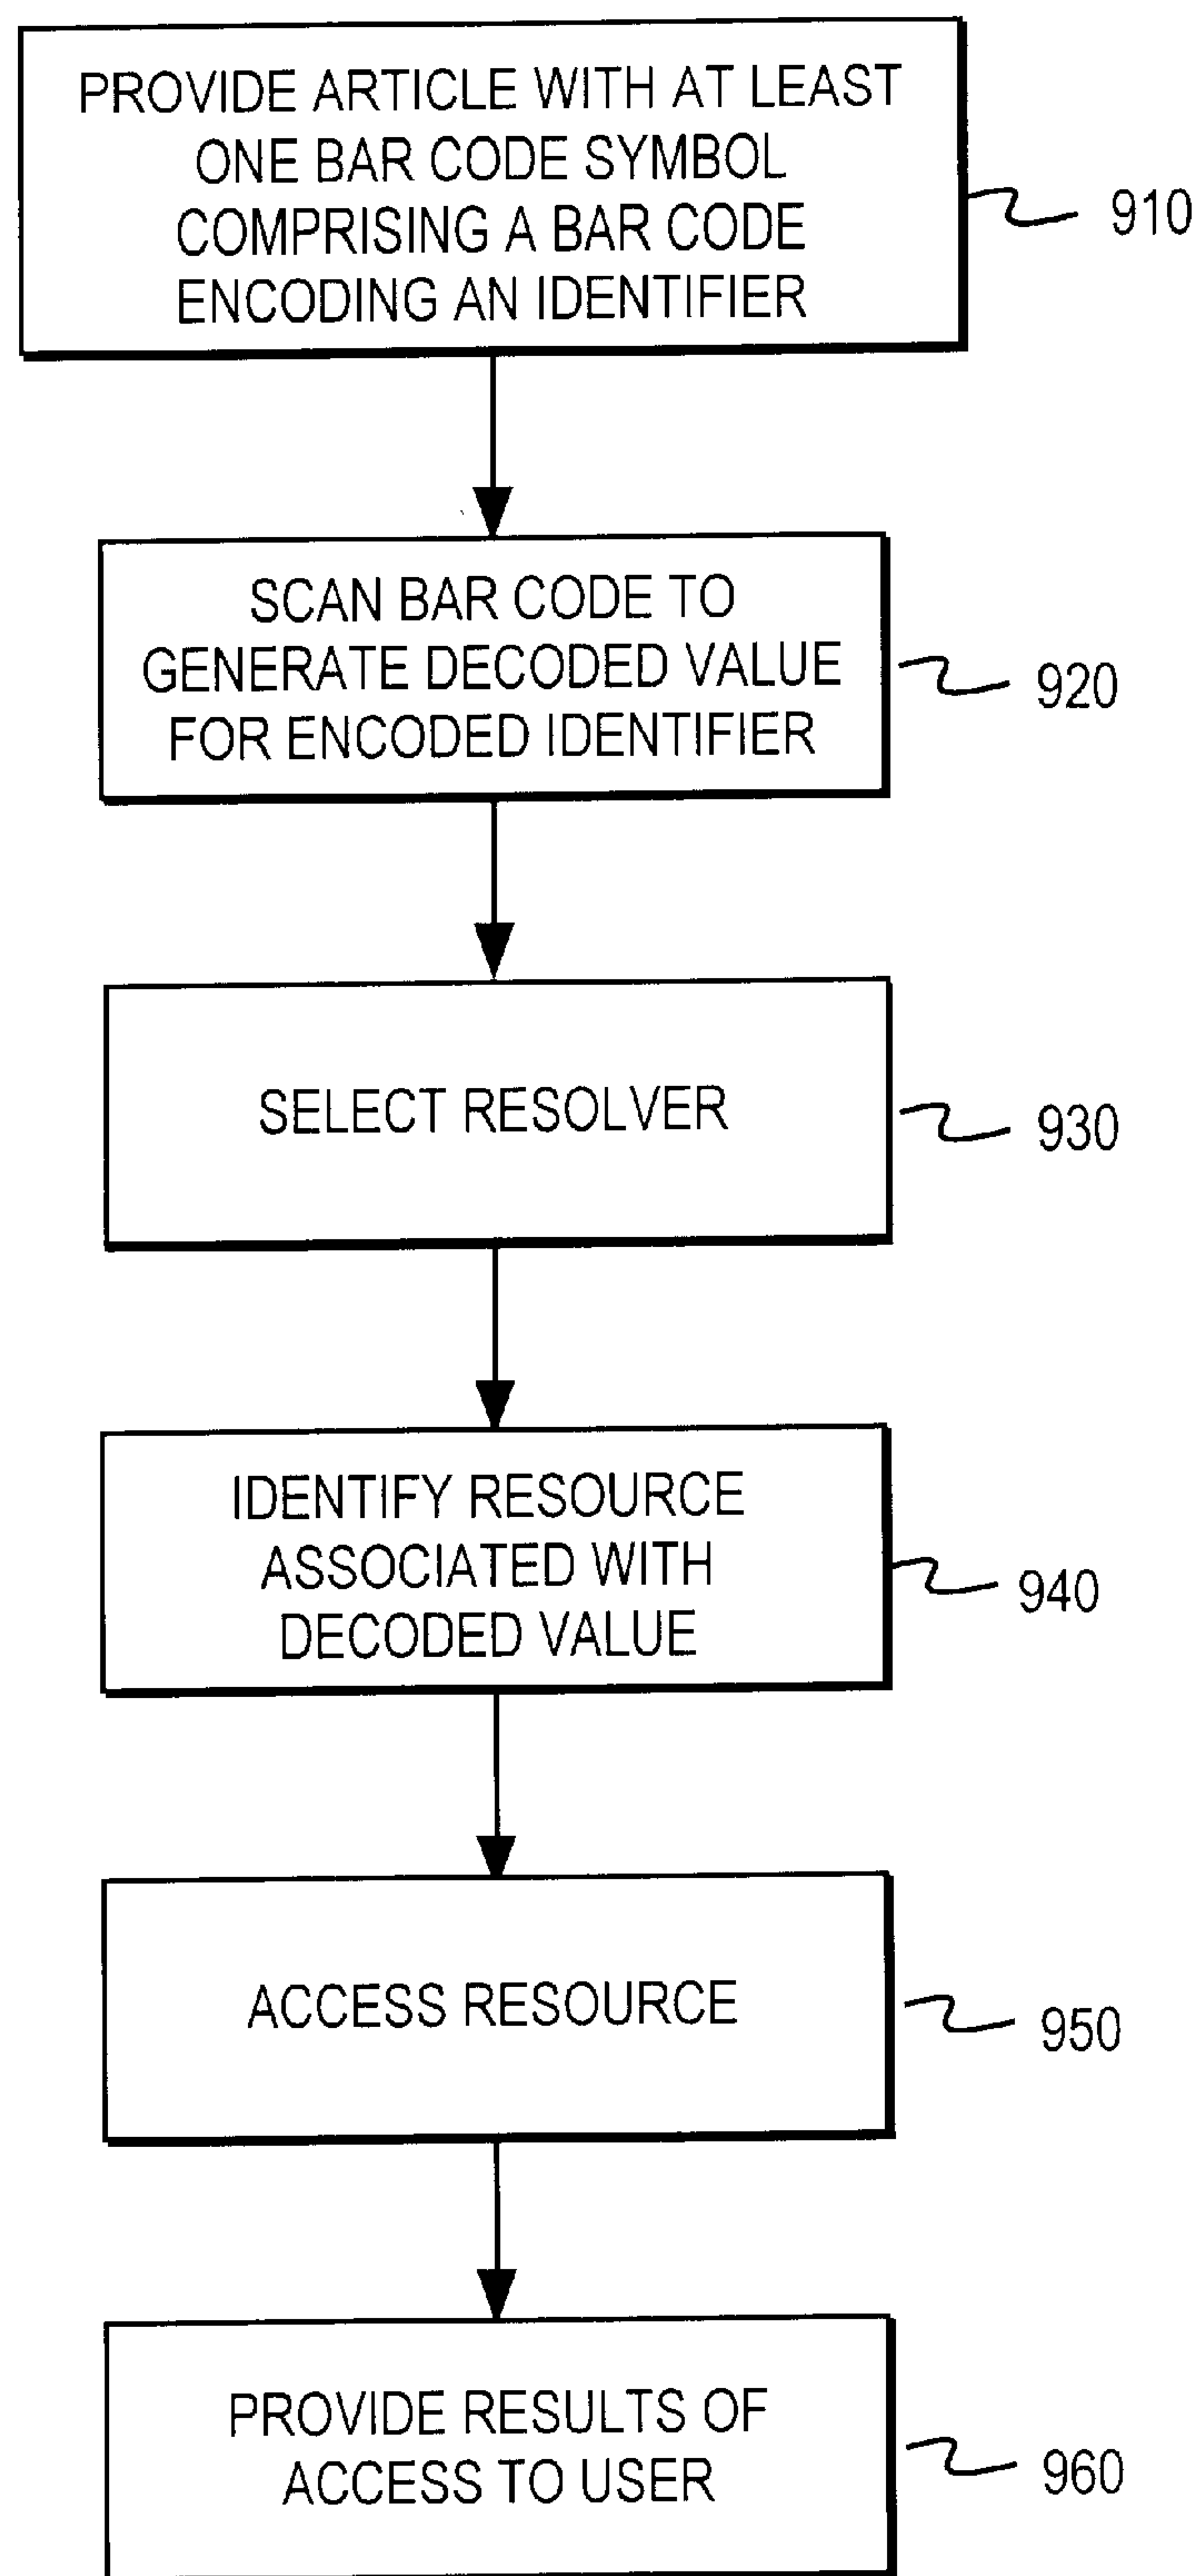 PROVIDE ARTICLE WITH AT LEAST
ONE BAR CODE SYMBOL
COMPRISING A BAR CODE
ENCODING AN IDENTIFIER
910
SCAN BAR CODE TO
GENERATE DECODED VALUE
FOR ENCODED IDENTIFIER
920
SELECT RESOLVER
930
IDENTIFY RESOURCE
ASSOCIATED WITH
DECODED VALUE
940
ACCESS RESOURCE
950
PROVIDE RESULTS OF
ACCESS TO USER
960